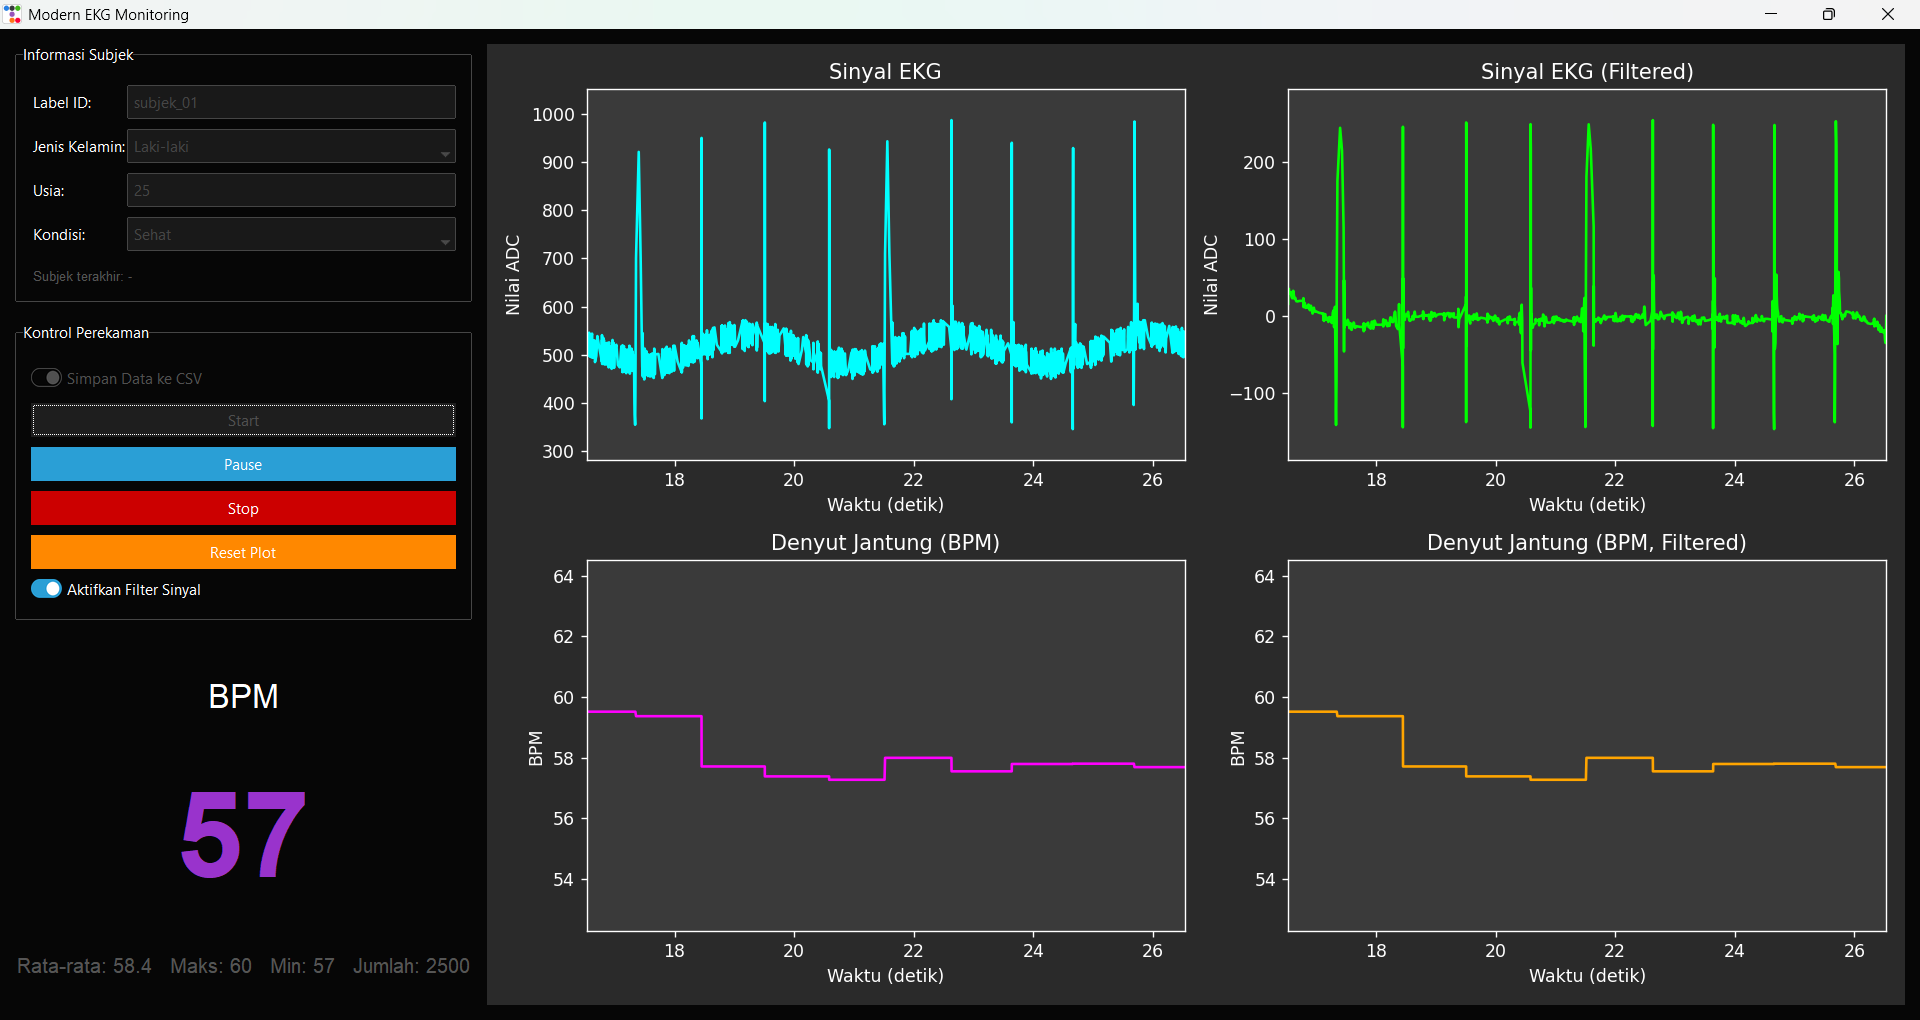 Modern EKG Monitoring
Informasi Subjek
Label ID:
subjek_01
Jenis Kelamin:
Laki-laki
Usia:
25
Kondisi:
Sehat
Subjek terakhir: -
Kontrol Perekaman
Simpan Data ke CSV
Start
Pause
Stop
Reset Plot
Aktifkan Filter Sinyal
BPM
57
Rata-rata: 58.4 Maks: 60 Min: 57 Jumlah: 2500
Sinyal EKG
Nilai ADC
1000
900
800
700
600
500
400
300
18 20 22 24 26
Waktu (detik)
Sinyal EKG (Filtered)
Nilai ADC
200
100
0
−100
18 20 22 24 26
Waktu (detik)
Denyut Jantung (BPM)
BPM
64
62
60
58
56
54
18 20 22 24 26
Waktu (detik)
Denyut Jantung (BPM, Filtered)
BPM
64
62
60
58
56
54
18 20 22 24 26
Waktu (detik)